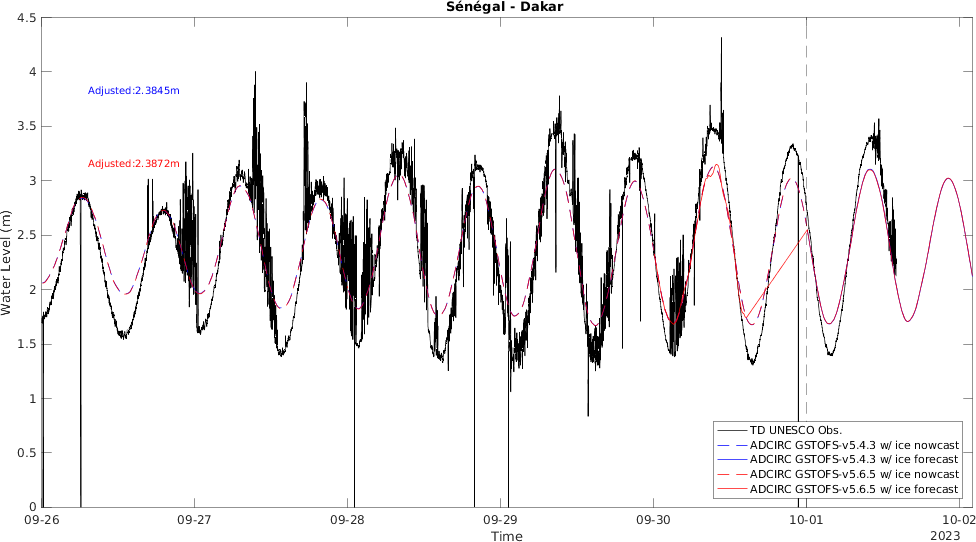 Sénégal - Dakar
4.5
4
3.5
3
2.5
2
1.5
1
0.5
0
Water Level (m)
Adjusted:2.3845m
Adjusted:2.3872m
TD UNESCO Obs.
ADCIRC GSTOFS-v5.4.3 w/ ice nowcast
ADCIRC GSTOFS-v5.4.3 w/ ice forecast
ADCIRC GSTOFS-v5.6.5 w/ ice nowcast
ADCIRC GSTOFS-v5.6.5 w/ ice forecast
09-26 09-27 09-28 09-29 09-30 10-01 10-02
Time
2023